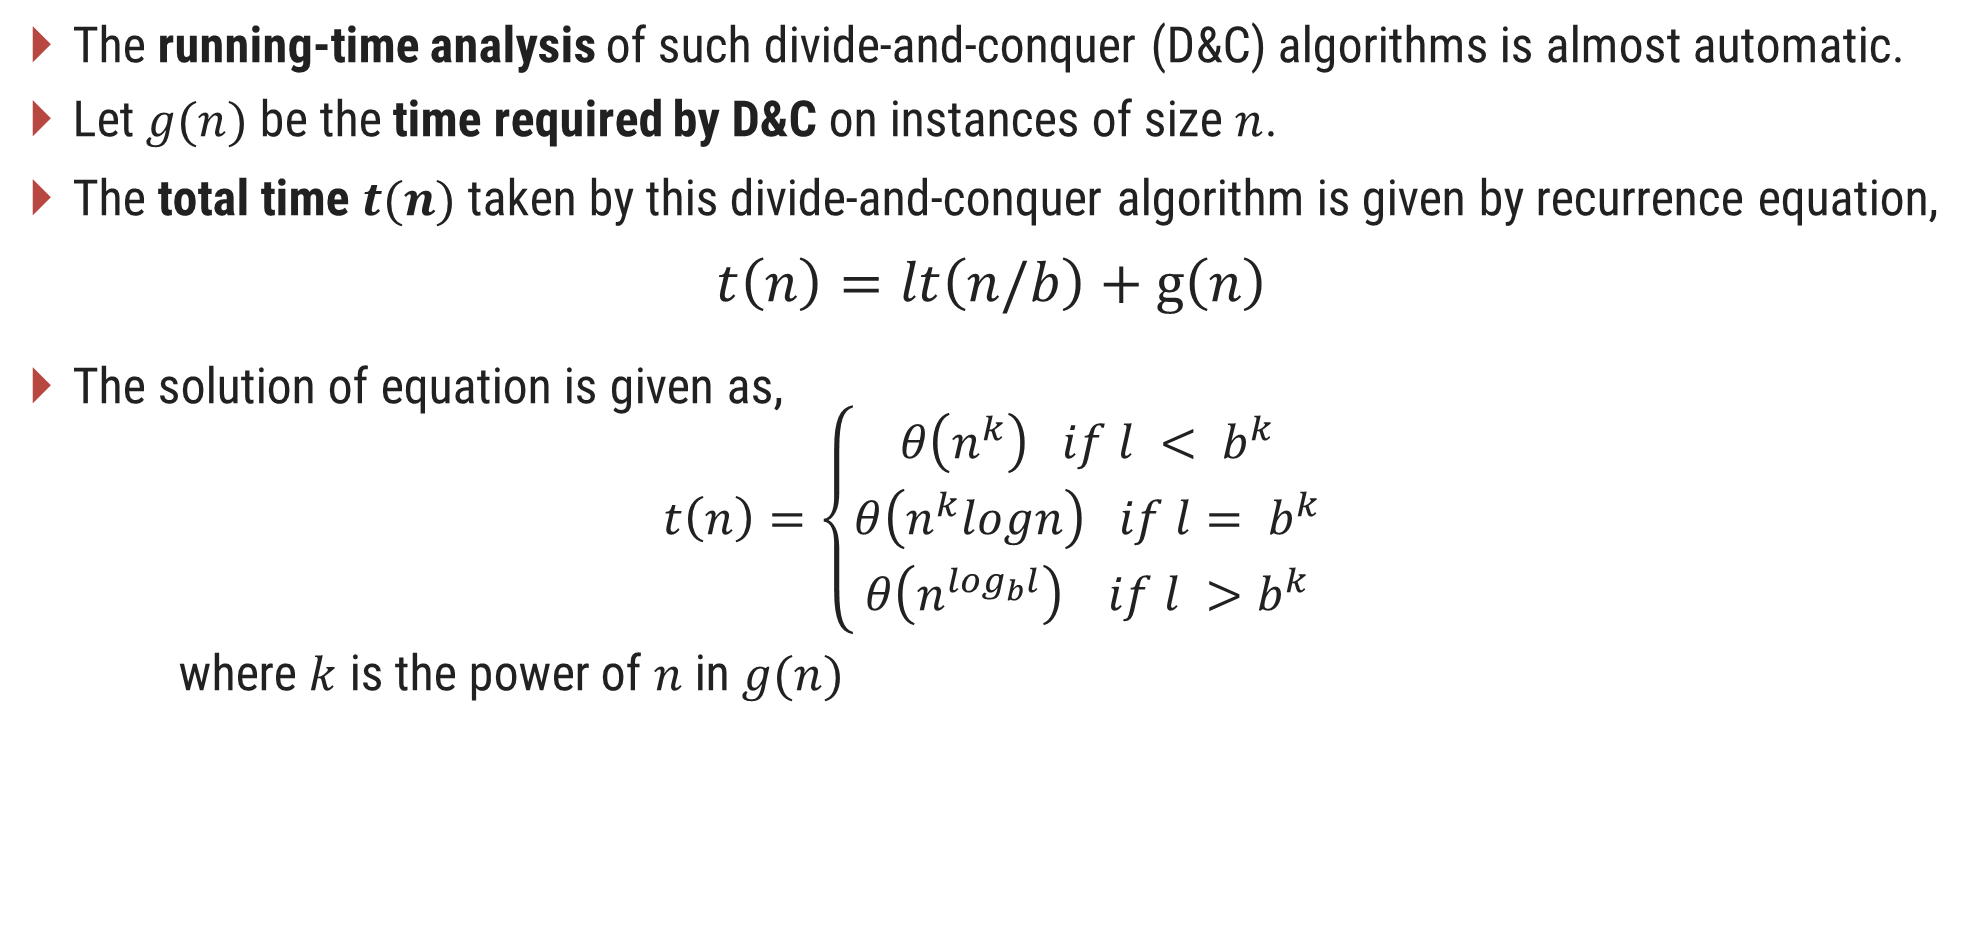 The running-time analysis of such divide-and-conquer (D&C) algorithms is almost automatic.
Let g(n) be the time required by D&C on instances of size n.
The total time t(n) taken by this divide-and-conquer algorithm is given by recurrence equation,
t(n) = lt(n/b) + g(n)
The solution of equation is given as,
θ(n^k) if l < b^k
t(n) = { θ(n^k logn) if l = b^k
θ(n^{log_b l}) if l > b^k
where k is the power of n in g(n)